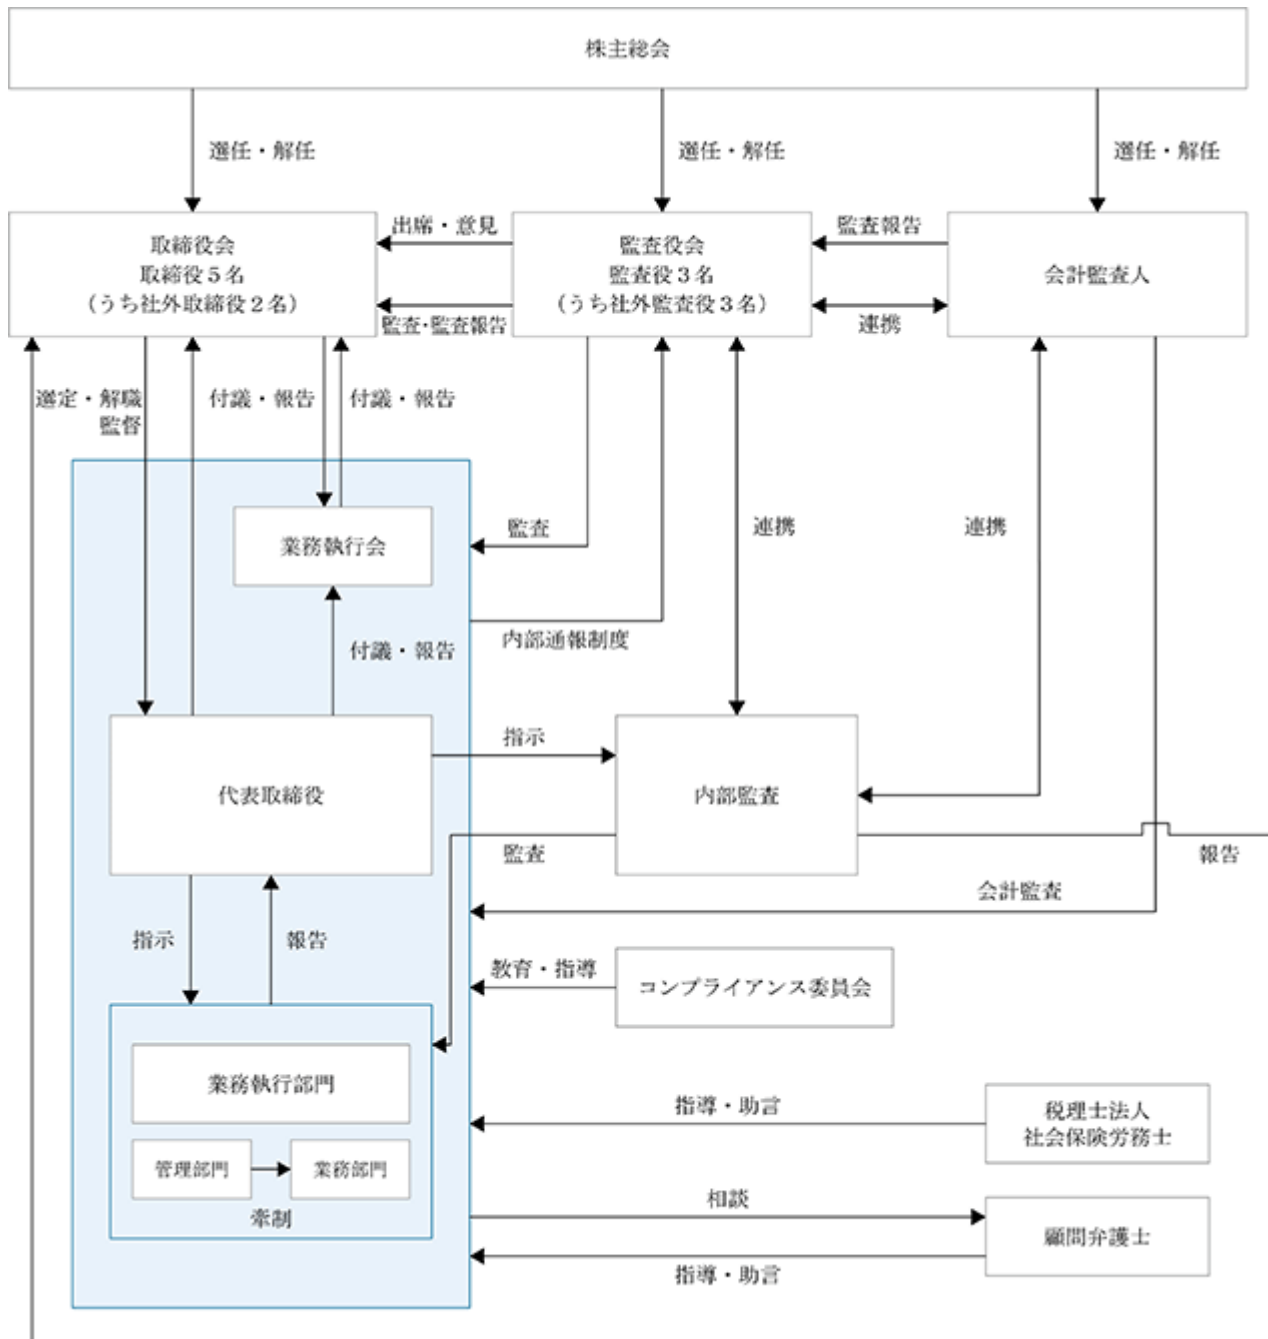 株主総会
選任・解任
選任・解任
選任・解任
取締役会
取締役5名
（うち社外取締役2名）
出席・意見
監査・監査報告
監査役会
監査役3名
（うち社外監査役3名）
監査報告
連携
会計監査人
選定・解職
監督
付議・報告
付議・報告
業務執行会
監査
連携
連携
内部通報制度
付議・報告
代表取締役
指示
内部監査
監査
報告
会計監査
指示
報告
教育・指導
コンプライアンス委員会
業務執行部門
管理部門
業務部門
牽制
指導・助言
税理士法人
社会保険労務士
相談
顧問弁護士
指導・助言